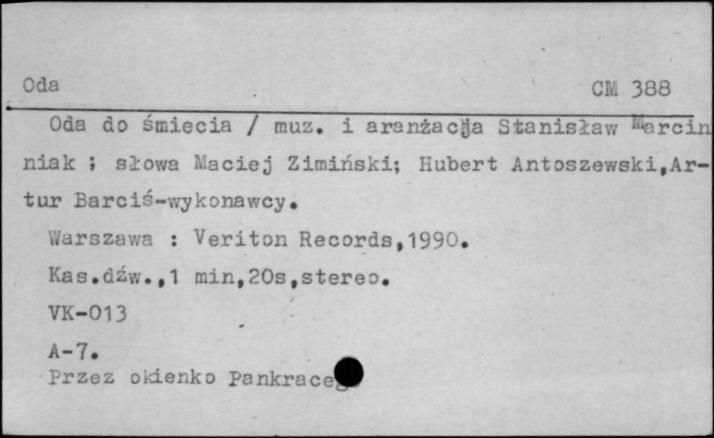 Oda CM 388
Oda do śmiecia / muz. i aranżacja Stanisław Marcin
niak ; słowa Maciej Zimiński; Hubert Antoszewski,Ar-
tur Barciś-wykonawcy.
Warszawa : Veriton Records,1990.
Kas.dźw.,1 min,20s,stereo.
VK-013
A-7.
Przez okienko Pankracego